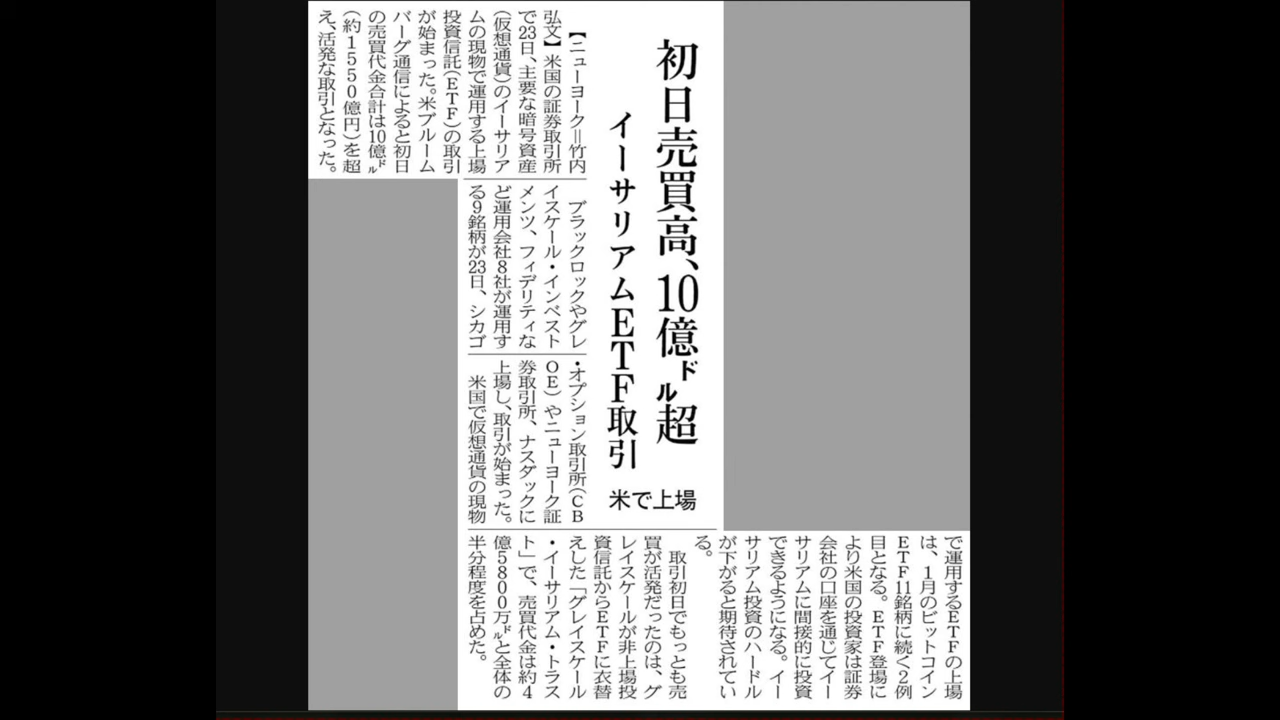 初日売買高、10億㌦超
イーサリアムETF取引
米で上場
【ニューヨーク=竹内
弘文】米国の証券取引所
で23日、主要な暗号資産
(仮想通貨)のイーサリア
ムの現物で運用する上場
投資信託(ETF)の取引
が始まった。米ブルーム
バーグ通信によると初日
の売買代金合計は10億㌦
(約1550億円)を超
え、活発な取引となった。
ブラックロックやグレ
イスケール・インベスト
メンツ、フィデリティな
ど運用会社8社が運用す
る9銘柄が23日、シカゴ
・オプション取引所(CB
OE)やニューヨーク証
券取引所、ナスダックに
上場し、取引が始まった。
米国で仮想通貨の現物
で運用するETFの上場
は、1月のビットコイン
ETF11銘柄に続く2例
目となる。ETF登場に
より米国の投資家は証券
会社の口座を通じてイー
サリアムに間接的に投資
できるようになる。イー
サリアム投資のハードル
が下がると期待されてい
る。
取引初日でもっとも売
買が活発だったのは、グ
レイスケールが非上場投
資信託からETFに衣替
えした「グレイスケール
・イーサリアム・トラス
ト」で、売買代金は約4
億5800万㌦と全体の
半分程度を占めた。